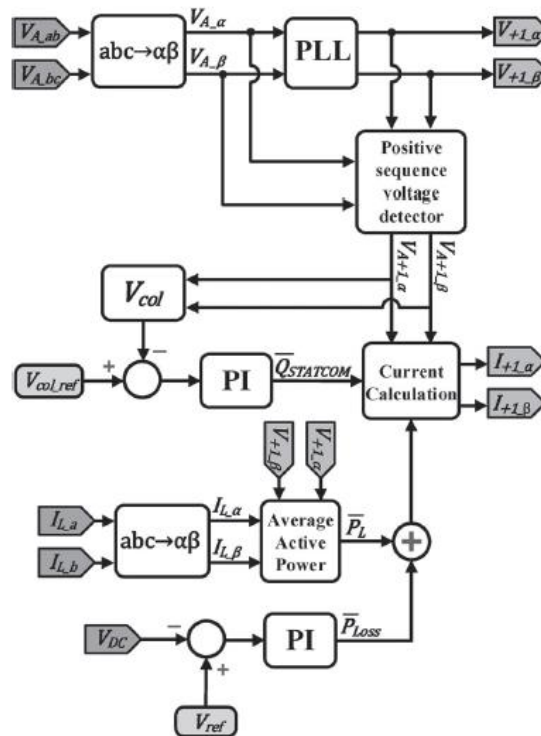 V_A_ab
V_A_bc
abc→αβ
V_A_α
V_A_β
PLL
V_+1_α
V_+1_β
Positive
sequence
voltage
detector
V_A+1_α
V_A+1_β
V_col
V_col_ref
+
−
PI
Q̅_STATCOM
Current
Calculation
I_+1_α
I_+1_β
V_+1_β
V_+1_α
I_L_a
I_L_b
abc→αβ
I_L_α
I_L_β
Average
Active
Power
P̅_L
+
V_DC
−
+
PI
P̅_Loss
V_ref